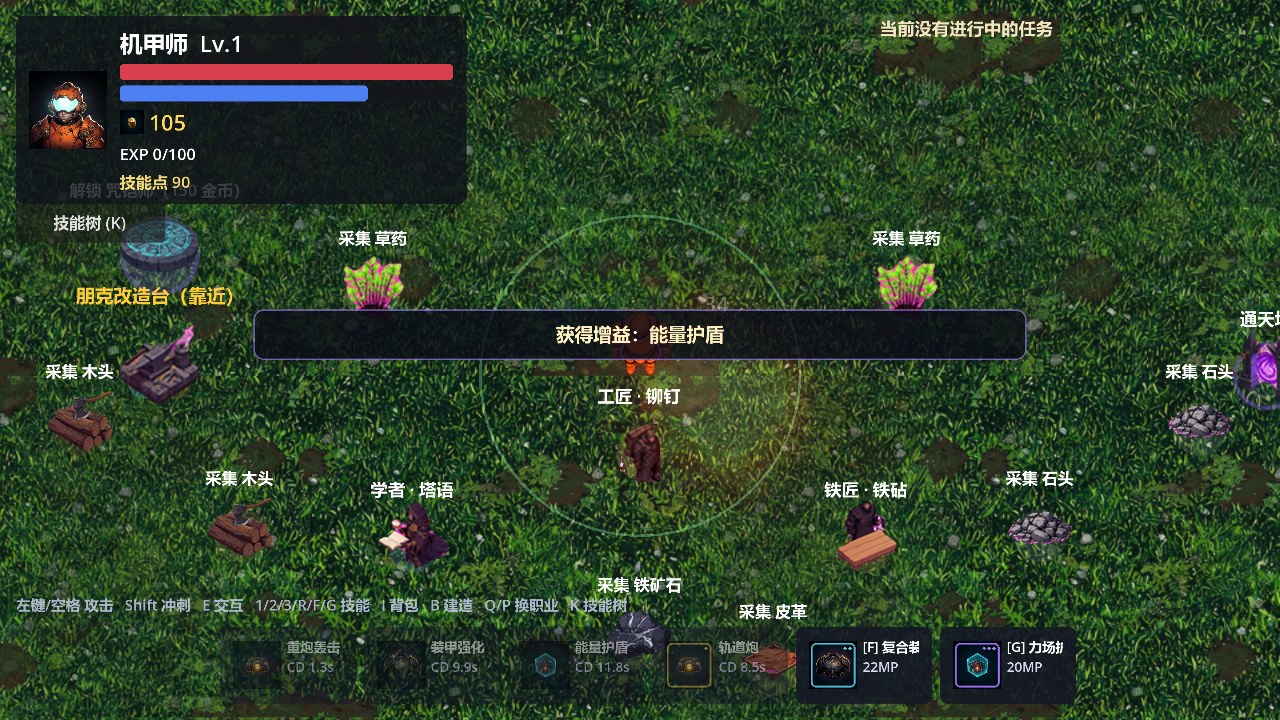 机甲师 Lv.1
105
EXP 0/100
技能点 90
技能树 (K)
当前没有进行中的任务
采集 草药
采集 草药
朋克改造台（靠近）
获得增益：能量护盾
采集 木头
采集 石头
工匠 · 铆钉
采集 木头
学者 · 塔语
铁匠 · 铁砧
采集 石头
采集 铁矿石
采集 皮革
左键/空格 攻击 Shift 冲刺 E 交互 1/2/3/R/F/G 技能 I 背包 · B 建造 Q/P 换职业 K 技能树
重炮轰击
CD 1.3s
装甲强化
CD 9.9s
能量护盾
CD 11.8s
轨道炮
CD 8.5s
[F] 复合装
22MP
[G] 力场
20MP